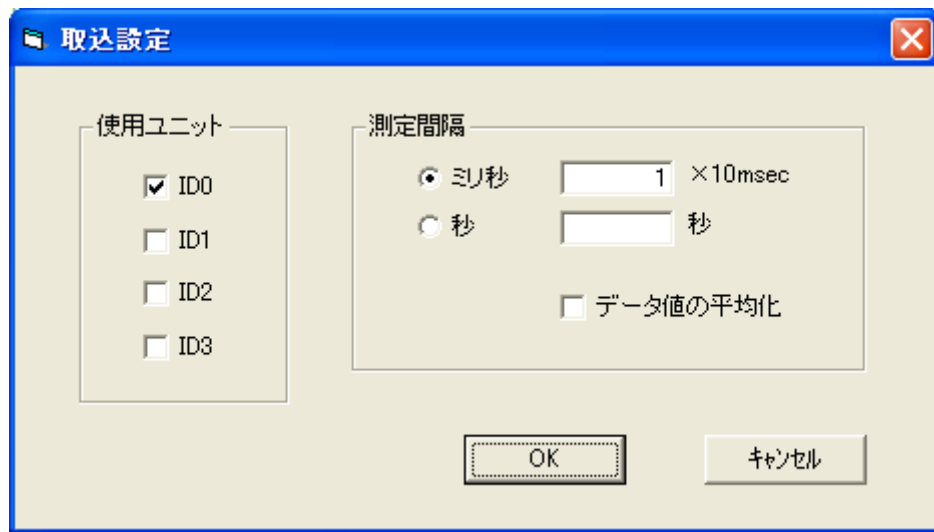 取込設定
使用ユニット
ID0
ID1
ID2
ID3
測定間隔
ミリ秒 1 ×10msec
秒 秒
データ値の平均化
OK ｷｬﾝｾﾙ